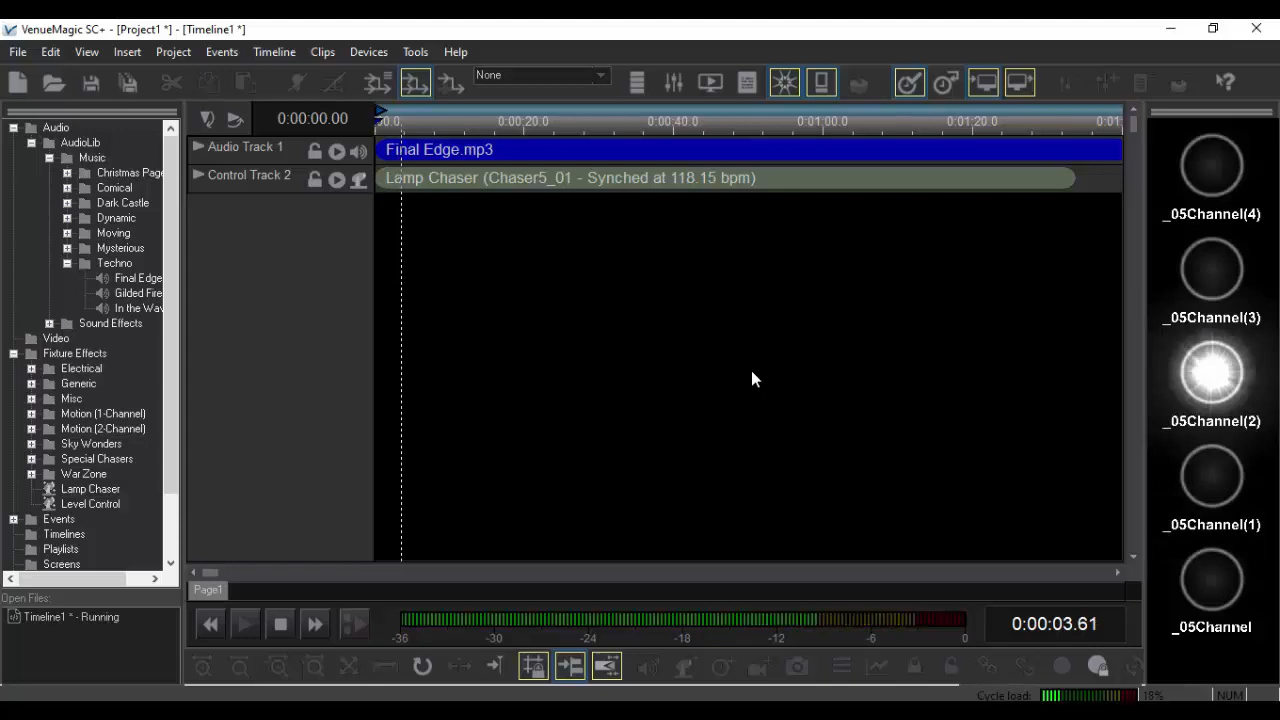 VenueMagic SC+ - [Project1 *] - [Timeline1 *]
File Edit View Insert Project Events Timeline Clips Devices Tools Help
None
0:00:00.00
00.0 0:00:20.0 0:00:40.0 0:01:00.0 0:01:20.0 0:01:
Audio Track 1
Final Edge.mp3
Control Track 2
Lamp Chaser (Chaser5_01 - Synched at 118.15 bpm)
Audio
AudioLib
Music
Christmas Page
Comical
Dark Castle
Dynamic
Moving
Mysterious
Techno
Final Edge
Gilded Fire
In the Wav
Sound Effects
Video
Fixture Effects
Electrical
Generic
Misc
Motion (1-Channel)
Motion (2-Channel)
Sky Wonders
Special Chasers
War Zone
Lamp Chaser
Level Control
Events
Timelines
Playlists
Screens
Open Files:
Timeline1 * - Running
Page1
-36 -30 -24 -18 -12 -6 0
0:00:03.61
_05Channel(4)
_05Channel(3)
_05Channel(2)
_05Channel(1)
_05Channel
Cycle load: 18% NUM